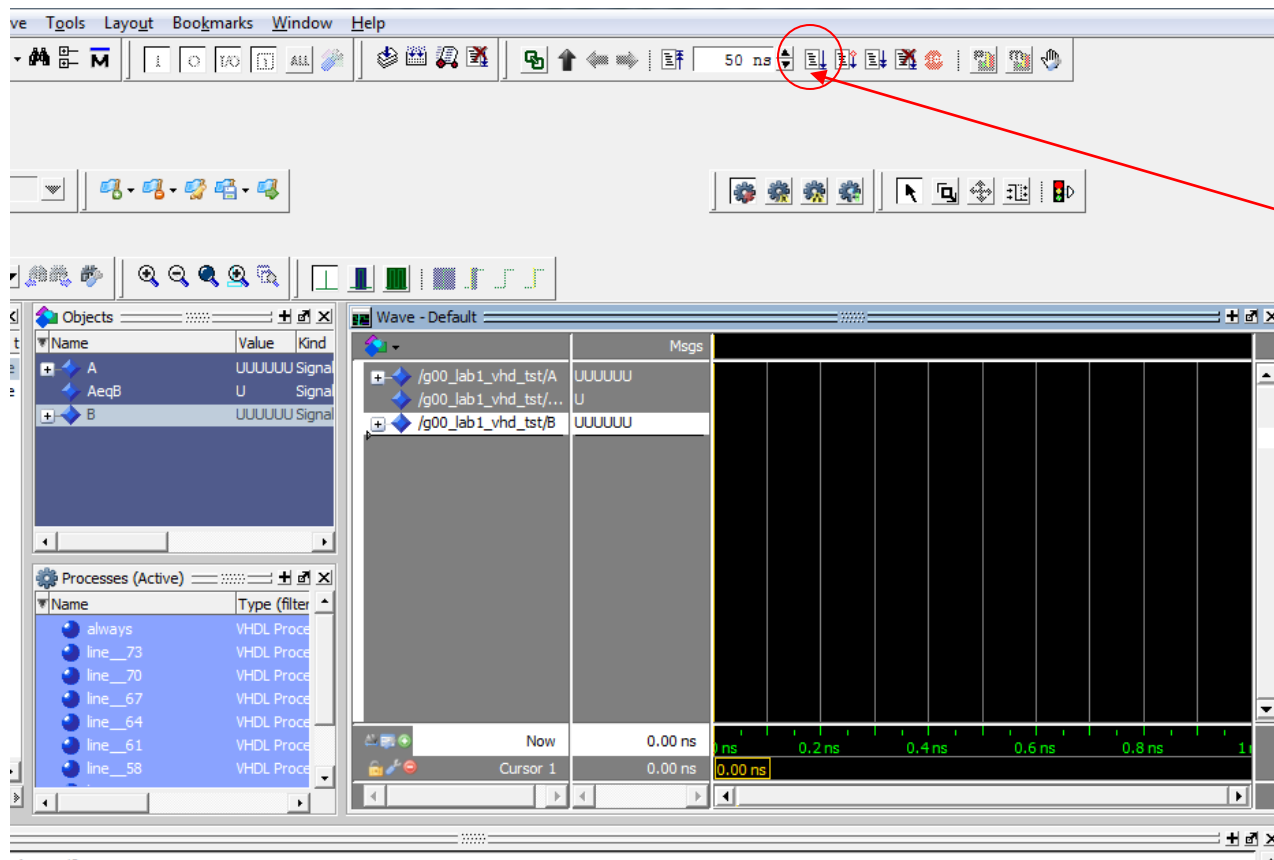 ve Tools Layout Bookmarks Window Help
M 1 O I/O ALL 50 ns
Objects
Name Value Kind
A UUUUUU Signal
AeqB U Signal
B UUUUUU Signal
Processes (Active)
Name Type (filter
always VHDL Proce
line__73 VHDL Proce
line__70 VHDL Proce
line__67 VHDL Proce
line__64 VHDL Proce
line__61 VHDL Proce
line__58 VHDL Proce
Wave - Default
Msgs
/g00_lab1_vhd_tst/A UUUUUU
/g00_lab1_vhd_tst/... U
/g00_lab1_vhd_tst/B UUUUUU
Now 0.00 ns
ns 0.2 ns 0.4 ns 0.6 ns 0.8 ns 1
Cursor 1 0.00 ns 0.00 ns